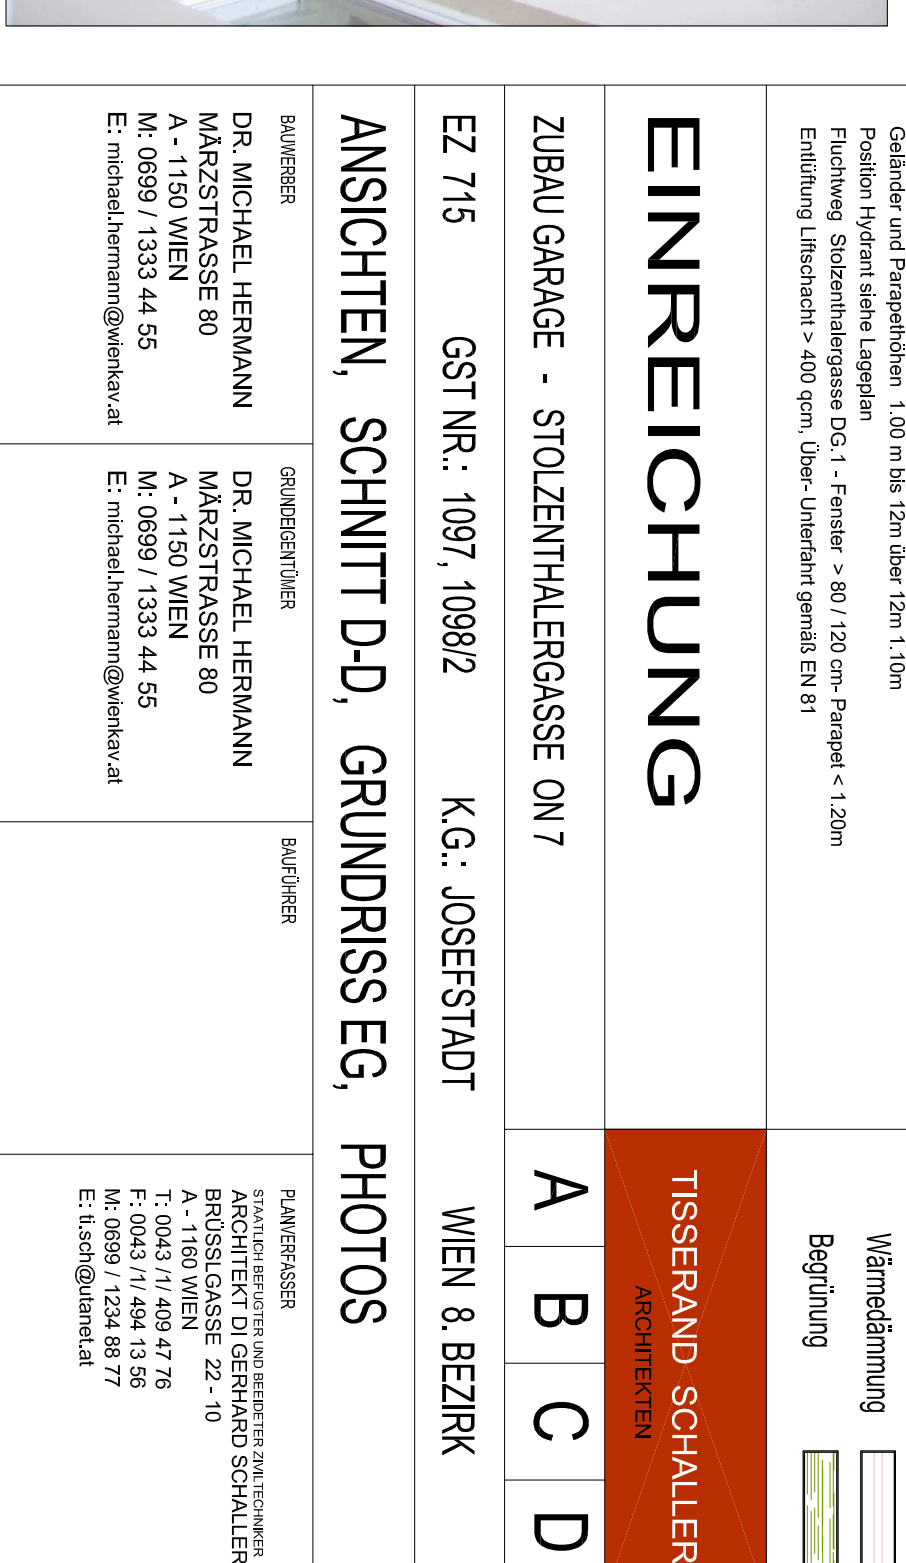 Geländer und Parapethöhen 1.00 m bis 12m über 12m 1.10m
Position Hydrant siehe Lageplan
Fluchtweg Stolzenthalergasse DG.1 - Fenster > 80 / 120 cm- Parapet < 1.20m
Entlüftung Liftschacht > 400 qcm, Über- Unterfahrt gemäß EN 81
Wärmedämmung
Begrünung
EINREICHUNG
TISSERAND SCHALLER
ARCHITEKTEN
ZUBAU GARAGE - STOLZENTHALERGASSE ON 7
A B C D
EZ 715 GST NR.: 1097, 1098/2 K.G.: JOSEFSTADT WIEN 8. BEZIRK
ANSICHTEN, SCHNITT D-D, GRUNDRISS EG, PHOTOS
BAUWERBER
DR. MICHAEL HERMANN
MÄRZSTRASSE 80
A - 1150 WIEN
M: 0699 / 1333 44 55
E: michael.hermann@wienkav.at
GRUNDEIGENTÜMER
DR. MICHAEL HERMANN
MÄRZSTRASSE 80
A - 1150 WIEN
M: 0699 / 1333 44 55
E: michael.hermann@wienkav.at
BAUFÜHRER
PLANVERFASSER
STAATLICH BEFUGTER UND BEEIDETER ZIVILTECHNIKER
ARCHITEKT DI GERHARD SCHALLER
BRÜSSLGASSE 22 - 10
A - 1160 WIEN
T: 0043 /1/ 409 47 76
F: 0043 /1/ 494 13 56
M: 0699 / 1234 88 77
E: ti.sch@utanet.at